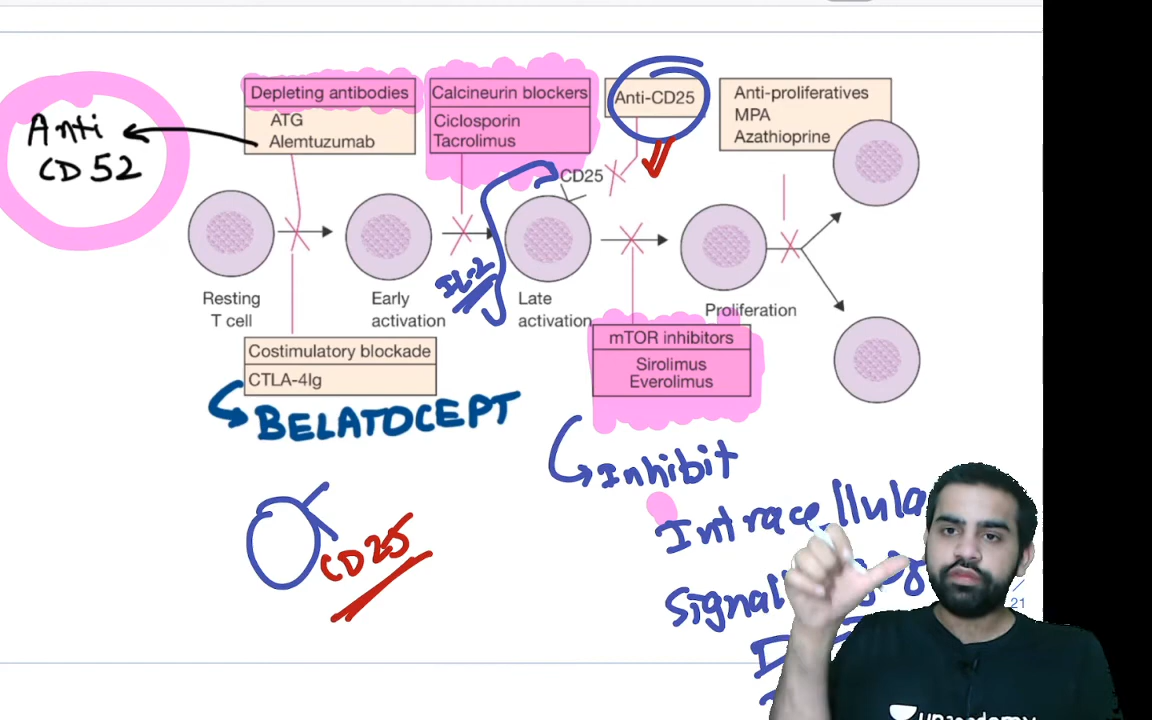 Depleting antibodies
ATG
Alemtuzumab
Calcineurin blockers
Ciclosporin
Tacrolimus
Anti-CD25
Anti-proliferatives
MPA
Azathioprine
Anti
CD 52
CD25
IL-2
Resting
T cell
Early
activation
Late
activation
Proliferation
Costimulatory blockade
CTLA-4Ig
BELATOCEPT
mTOR inhibitors
Sirolimus
Everolimus
Inhibit
CD25
21